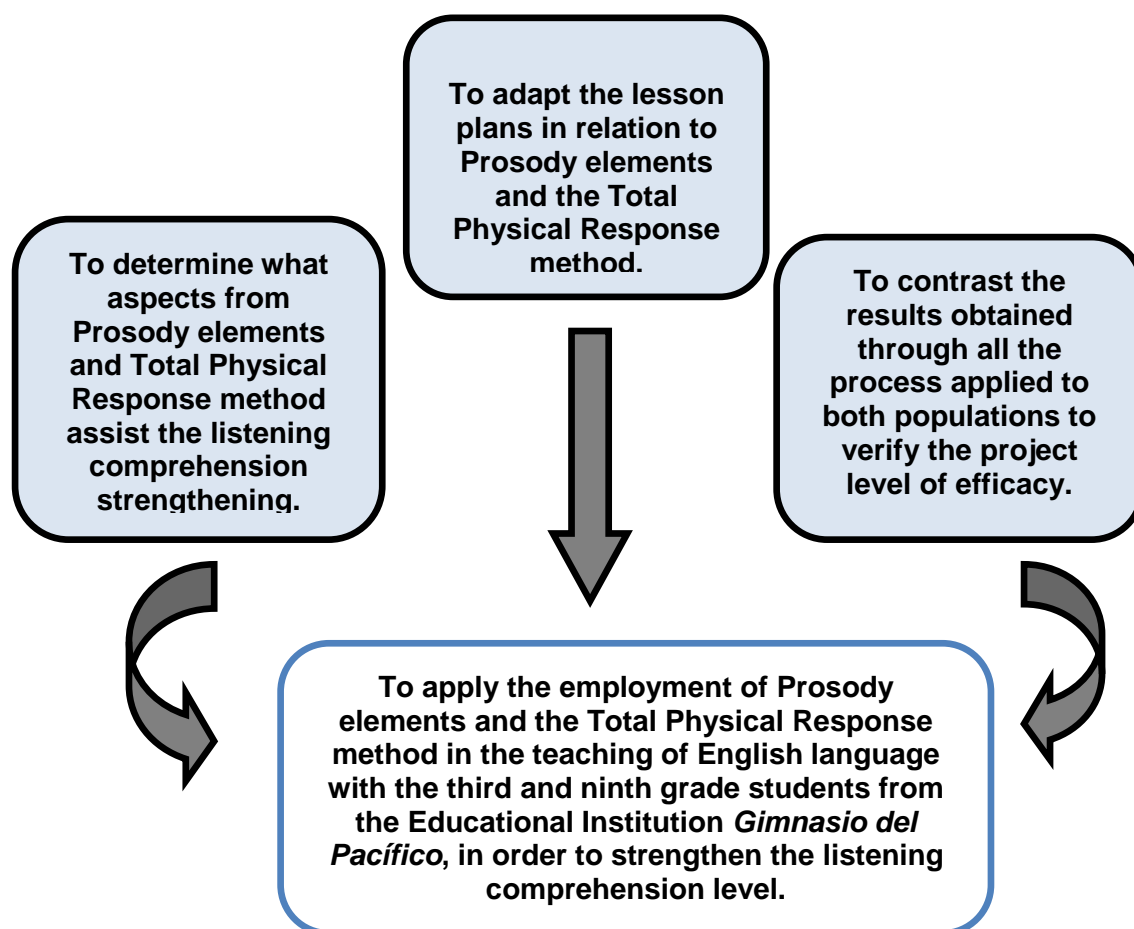 To adapt the lesson
plans in relation to
Prosody elements
and the Total
Physical Response
method.
To determine what
aspects from
Prosody elements
and Total Physical
Response method
assist the listening
comprehension
strengthening.
To contrast the
results obtained
through all the
process applied to
both populations to
verify the project
level of efficacy.
To apply the employment of Prosody
elements and the Total Physical Response
method in the teaching of English language
with the third and ninth grade students from
the Educational Institution Gimnasio del
Pacífico, in order to strengthen the listening
comprehension level.